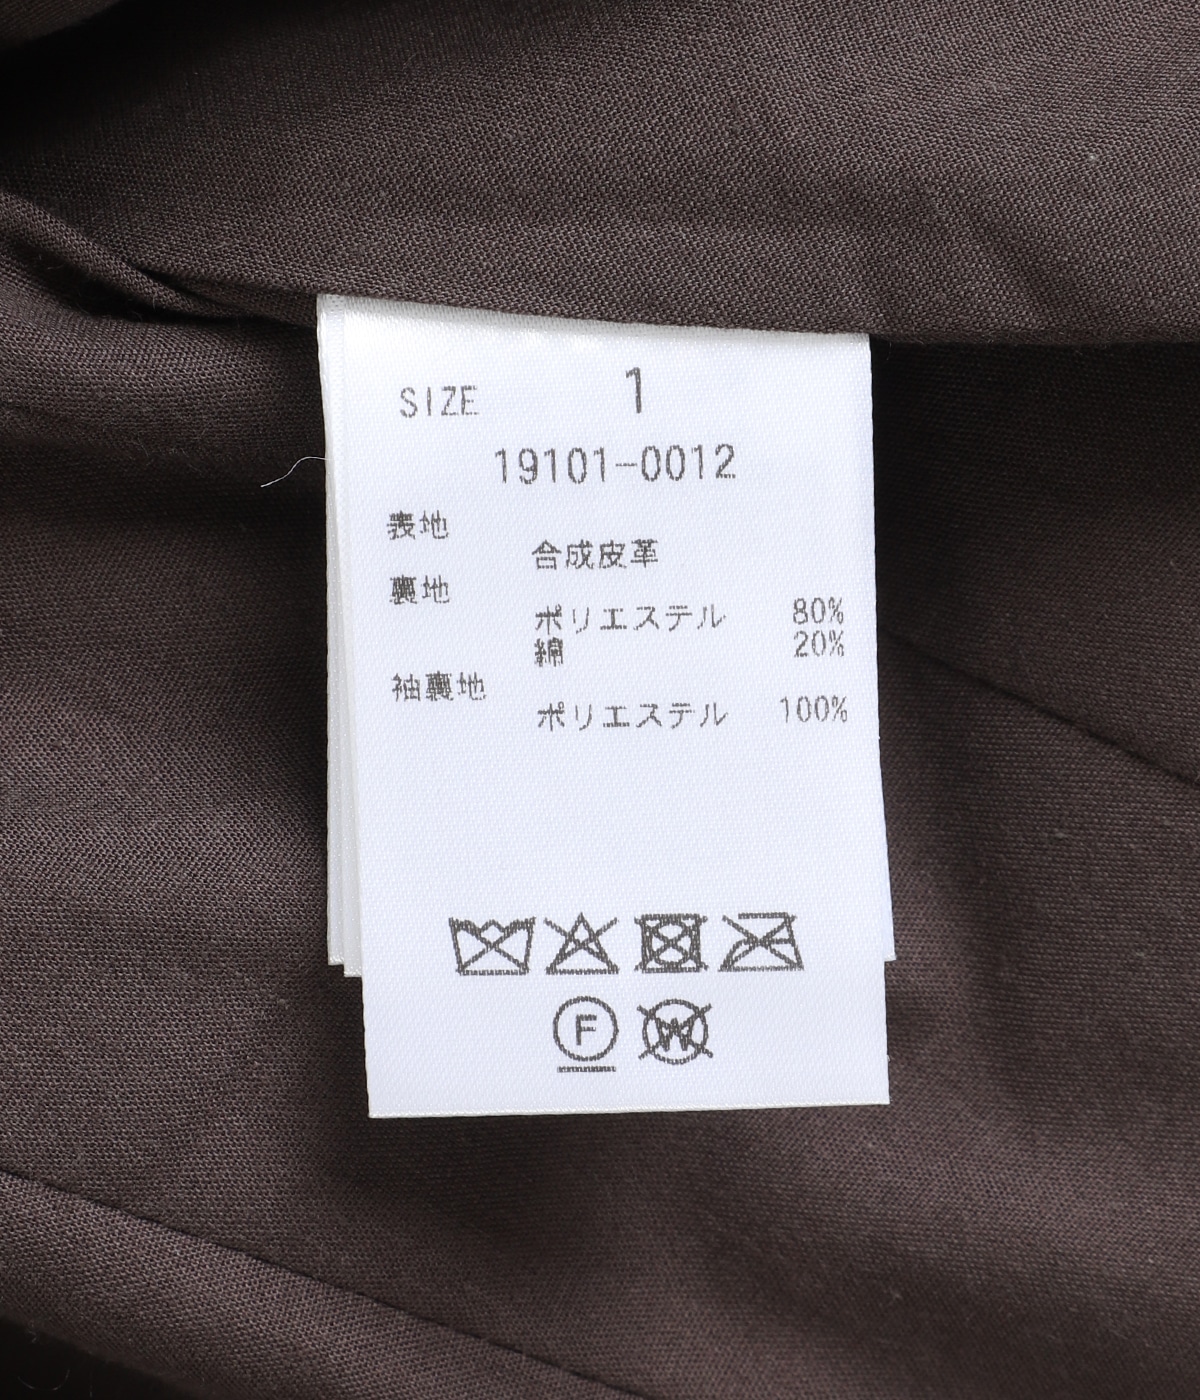 SIZE 1
19101-0012
表地
合成皮革
裏地
ポリエステル 80%
綿 20%
袖裏地
ポリエステル 100%
F W